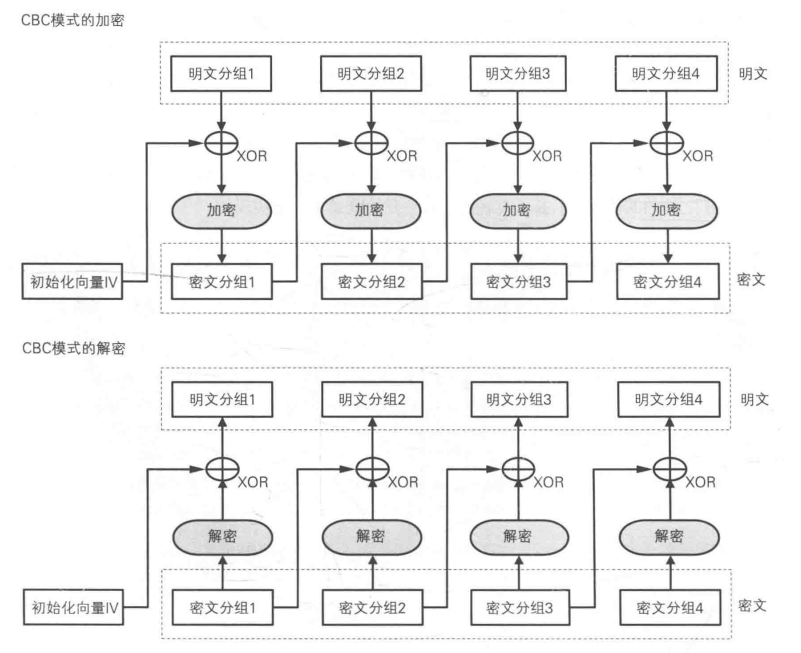 CBC模式的加密
明文分组1 明文分组2 明文分组3 明文分组4 明文
XOR XOR XOR XOR
加密 加密 加密 加密
初始化向量IV 密文分组1 密文分组2 密文分组3 密文分组4 密文
CBC模式的解密
明文分组1 明文分组2 明文分组3 明文分组4 明文
XOR XOR XOR XOR
解密 解密 解密 解密
初始化向量IV 密文分组1 密文分组2 密文分组3 密文分组4 密文